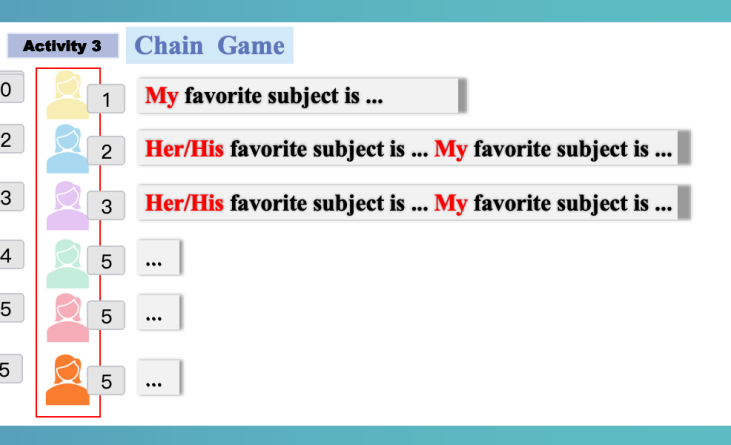 Activity 3 Chain Game
0 1 My favorite subject is ...
2 2 Her/His favorite subject is ... My favorite subject is ...
3 3 Her/His favorite subject is ... My favorite subject is ...
4 5 ...
5 5 ...
5 5 ...